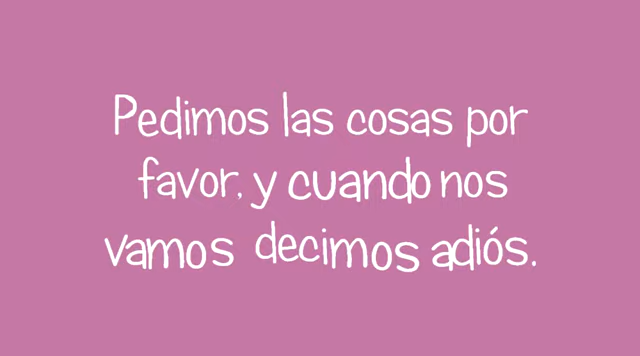 Pedimos las cosas por
favor, y cuando nos
vamos decimos adiós.